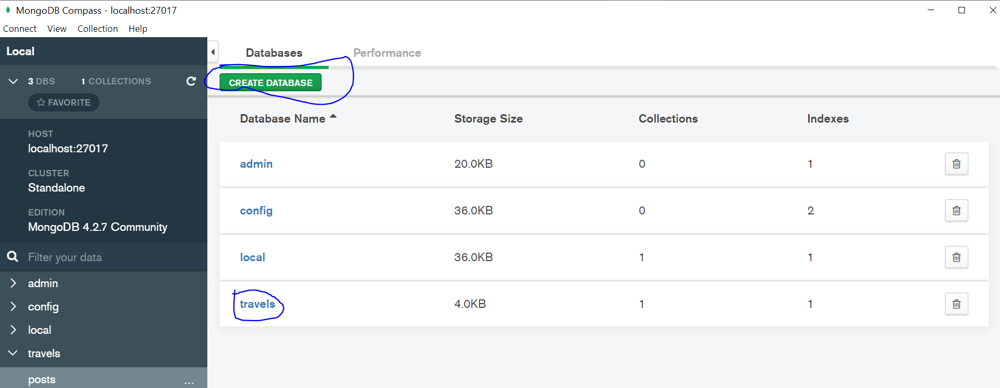 MongoDB Compass - localhost:27017
Connect View Collection Help
Local
3 DBS 1 COLLECTIONS
FAVORITE
HOST
localhost:27017
CLUSTER
Standalone
EDITION
MongoDB 4.2.7 Community
Filter your data
admin
config
local
travels
posts ...
Databases Performance
CREATE DATABASE
Database Name Storage Size Collections Indexes
admin 20.0KB 0 1
config 36.0KB 0 2
local 36.0KB 1 1
travels 4.0KB 1 1